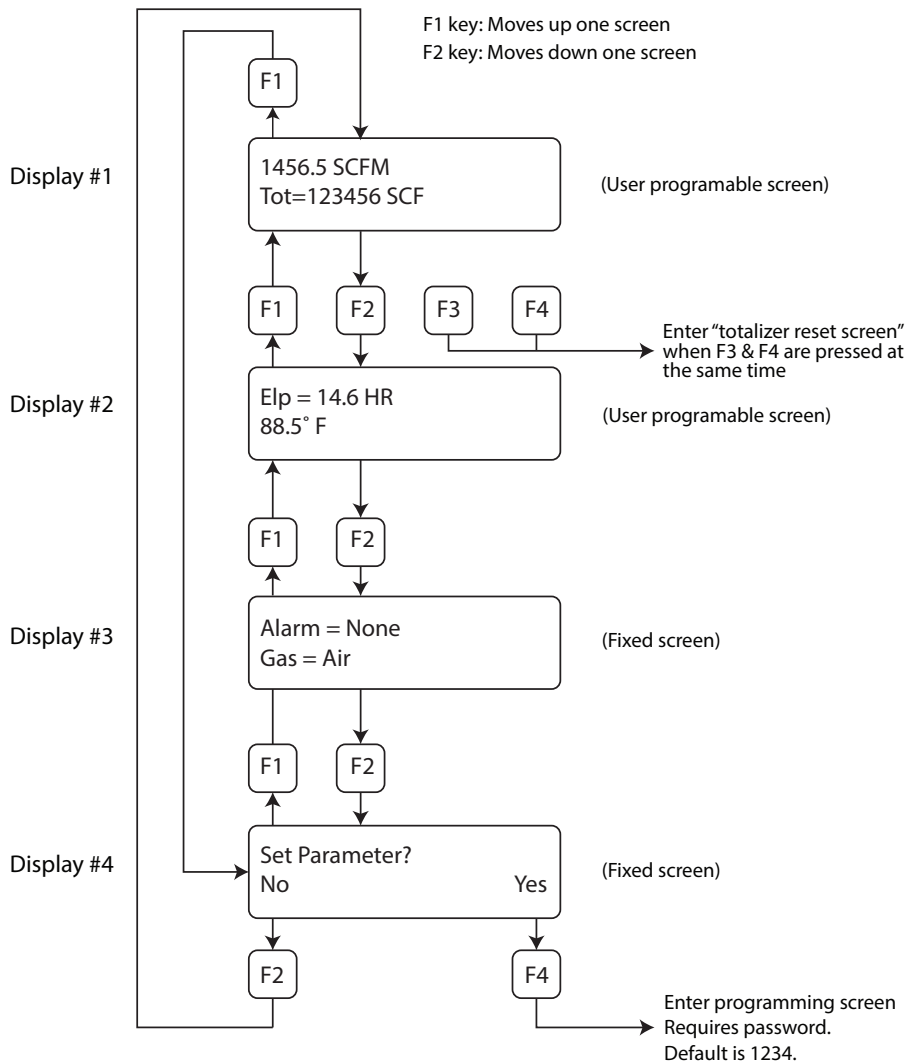 F1 key: Moves up one screen
F2 key: Moves down one screen
F1
Display #1
1456.5 SCFM
Tot=123456 SCF
(User programable screen)
F1
F2
F3
F4
Enter “totalizer reset screen”
when F3 & F4 are pressed at
the same time
Display #2
Elp = 14.6 HR
88.5° F
(User programable screen)
F1
F2
Display #3
Alarm = None
Gas = Air
(Fixed screen)
F1
F2
Display #4
Set Parameter?
No Yes
(Fixed screen)
F2
F4
Enter programming screen
Requires password.
Default is 1234.